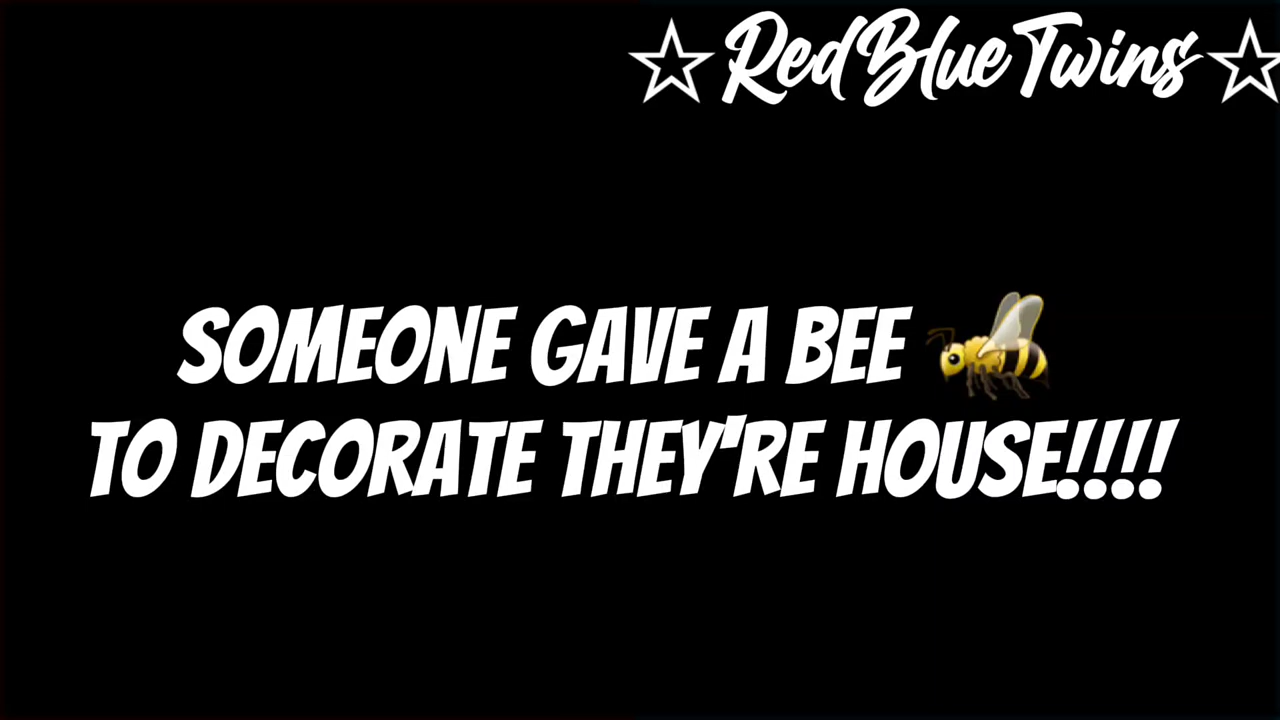 ☆ RedBlueTwins ☆
SOMEONE GAVE A BEE 🐝
TO DECORATE THEY'RE HOUSE!!!!